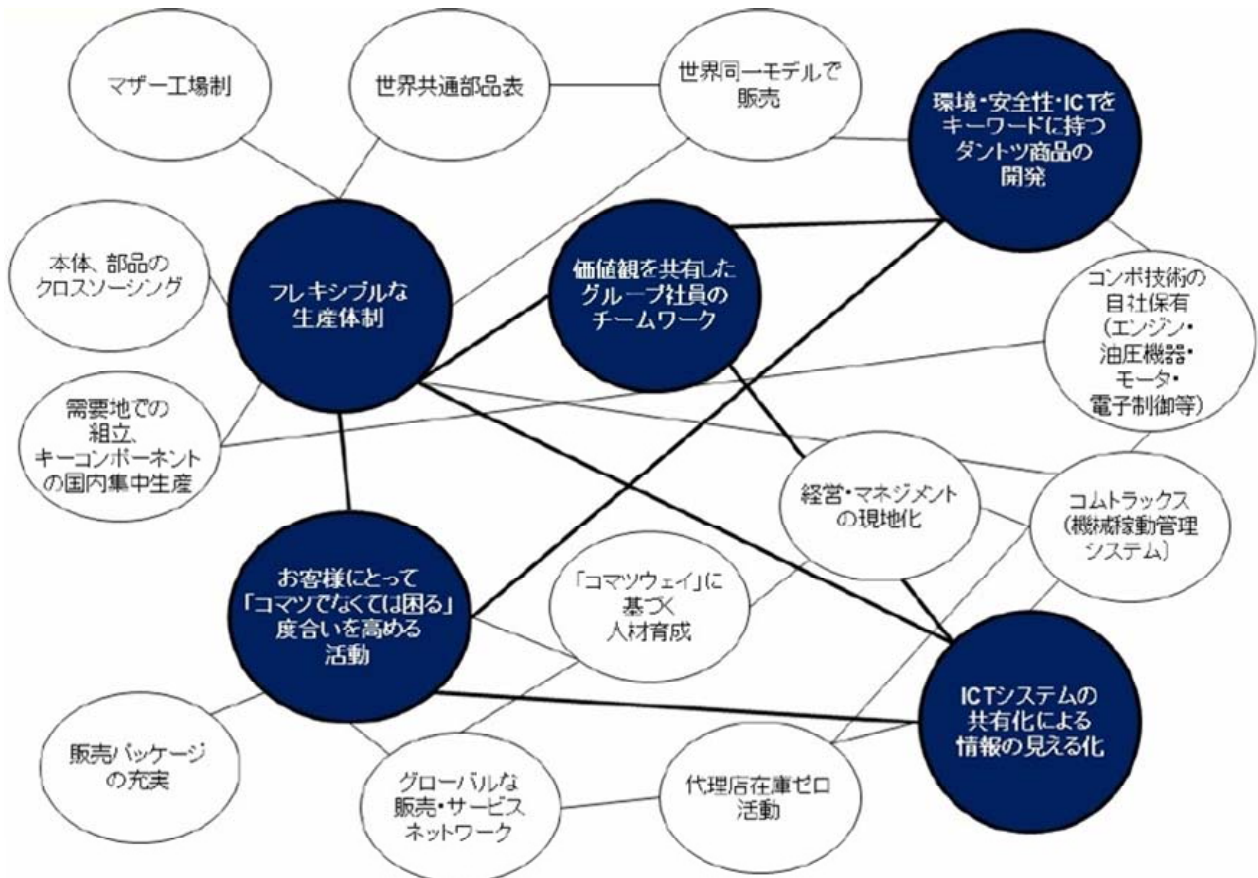 マザー工場制
世界共通部品表
世界同一モデルで
販売
環境・安全性・ICTを
キーワードに持つ
ダントツ商品の
開発
本体、部品の
クロスソーシング
フレキシブルな
生産体制
価値観を共有した
グループ社員の
チームワーク
コンポ技術の
自社保有
（エンジン・
油圧機器・
モータ・
電子制御等）
需要地での
組立、
キーコンポーネント
の国内集中生産
経営・マネジメント
の現地化
コムトラックス
（機械稼動管理
システム）
お客様にとって
「コマツでなくては困る」
度合いを高める
活動
「コマツウェイ」に
基づく
人材育成
ICTシステムの
共有化による
情報の見える化
販売パッケージ
の充実
グローバルな
販売・サービス
ネットワーク
代理店在庫ゼロ
活動